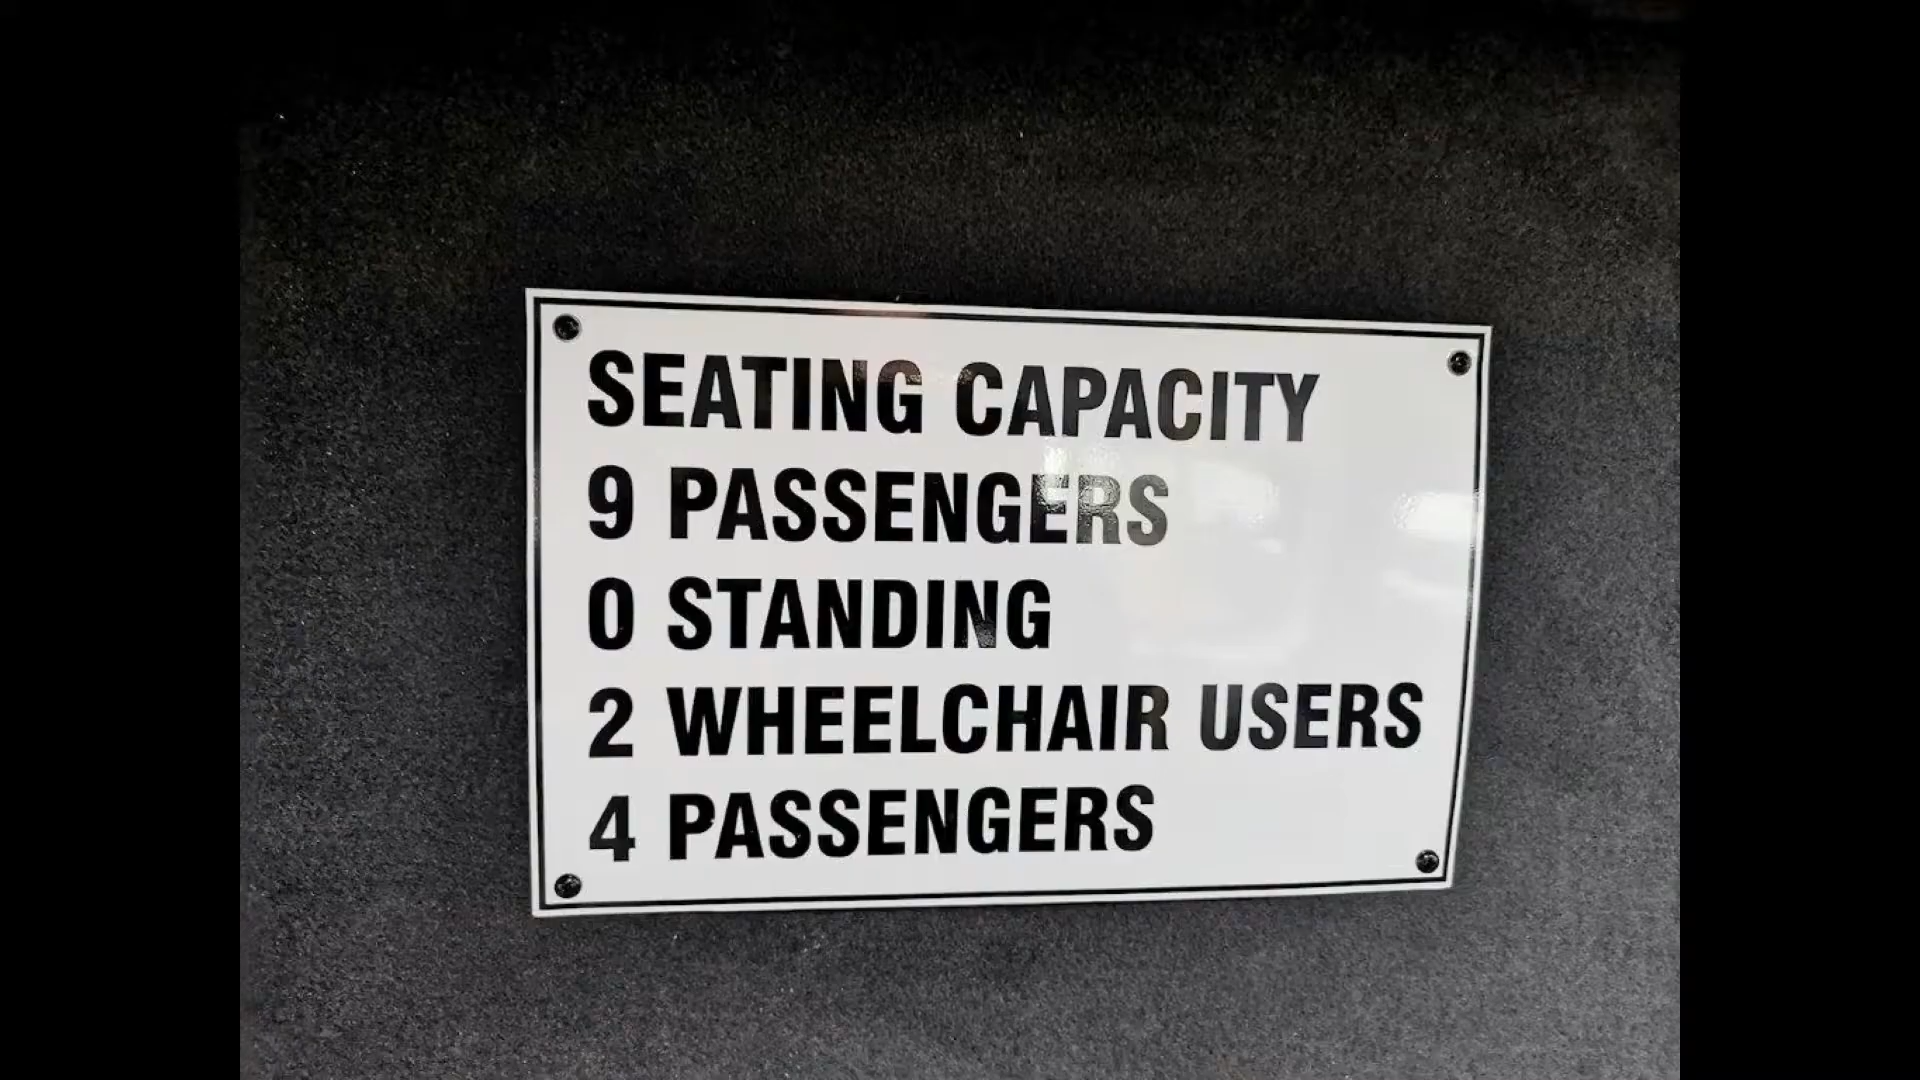 SEATING CAPACITY
9 PASSENGERS
0 STANDING
2 WHEELCHAIR USERS
4 PASSENGERS